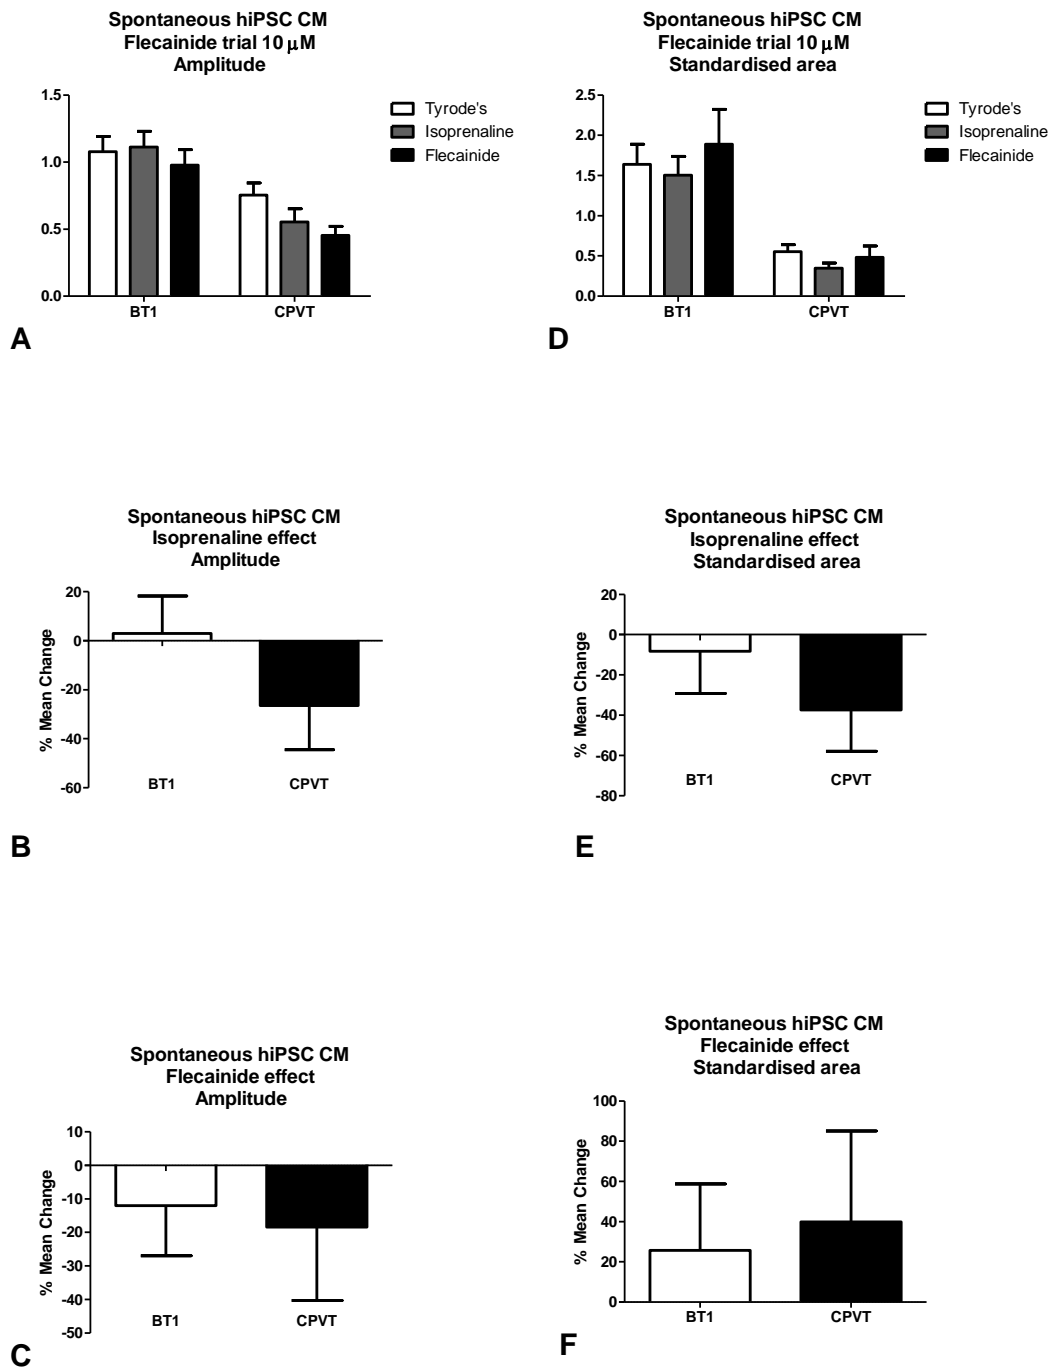 Spontaneous hiPSC CM
Flecainide trial 10 μM
Amplitude
1.5
1.0
0.5
0.0
BT1
CPVT
Tyrode's
Isoprenaline
Flecainide
A
Spontaneous hiPSC CM
Flecainide trial 10 μM
Standardised area
2.5
2.0
1.5
1.0
0.5
0.0
BT1
CPVT
Tyrode's
Isoprenaline
Flecainide
D
Spontaneous hiPSC CM
Isoprenaline effect
Amplitude
% Mean Change
20
0
-20
-40
-60
BT1
CPVT
B
Spontaneous hiPSC CM
Isoprenaline effect
Standardised area
% Mean Change
20
0
-20
-40
-60
-80
BT1
CPVT
E
Spontaneous hiPSC CM
Flecainide effect
Amplitude
% Mean Change
10
0
-10
-20
-30
-40
-50
BT1
CPVT
C
Spontaneous hiPSC CM
Flecainide effect
Standardised area
% Mean Change
100
80
60
40
20
0
BT1
CPVT
F